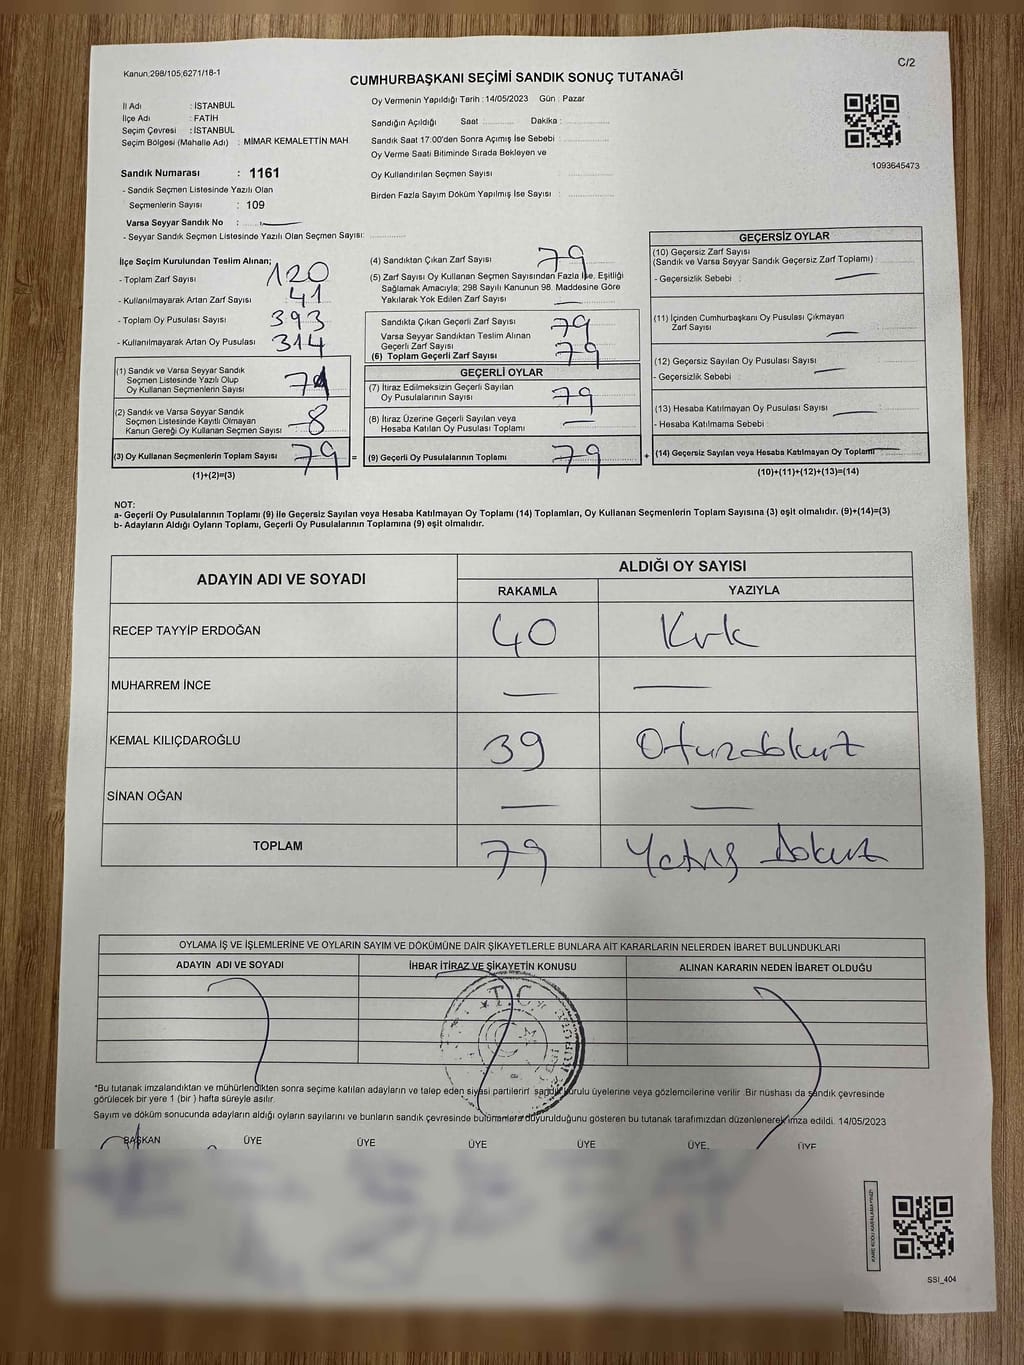 Kanun;298/105;6271/18-1
C/2
CUMHURBAŞKANI SEÇİMİ SANDIK SONUÇ TUTANAĞI
İl Adı : İSTANBUL
İlçe Adı : FATİH
Seçim Çevresi : İSTANBUL
Seçim Bölgesi (Mahalle Adı) : MİMAR KEMALETTİN MAH
Sandık Numarası : 1161
- Sandık Seçmen Listesinde Yazılı Olan
Seçmenlerin Sayısı : 109
Varsa Seyyar Sandık No :
- Seyyar Sandık Seçmen Listesinde Yazılı Olan Seçmen Sayısı:
Oy Vermenin Yapıldığı Tarih : 14/05/2023 Gün : Pazar
Sandığın Açıldığı Saat Dakika :
Sandık Saat 17:00'den Sonra Açımış İse Sebebi :
Oy Verme Saati Bitiminde Sırada Bekleyen ve
Oy Kullandırılan Seçmen Sayısı
Birden Fazla Sayım Döküm Yapılmış İse Sayısı :
1093645473
İlçe Seçim Kurulundan Teslim Alınan;
- Toplam Zarf Sayısı 120
- Kullanılmayarak Artan Zarf Sayısı 41
- Toplam Oy Pusulası Sayısı 393
- Kullanılmayarak Artan Oy Pusulası 314
(1) Sandık ve Varsa Seyyar Sandık
Seçmen Listesinde Yazılı Olup
Oy Kullanan Seçmenlerin Sayısı 71
(2) Sandık ve Varsa Seyyar Sandık
Seçmen Listesinde Kayıtlı Olmayan
Kanun Gereği Oy Kullanan Seçmen Sayısı 8
(3) Oy Kullanan Seçmenlerin Toplam Sayısı 79 =
(1)+(2)=(3)
(4) Sandıktan Çıkan Zarf Sayısı 79
(5) Zarf Sayısı Oy Kullanan Seçmen Sayısından Fazla İse, Eşitliği
Sağlamak Amacıyla; 298 Sayılı Kanunun 98. Maddesine Göre
Yakılarak Yok Edilen Zarf Sayısı —
Sandıkta Çıkan Geçerli Zarf Sayısı 79
Varsa Seyyar Sandıktan Teslim Alınan
Geçerli Zarf Sayısı
(6) Toplam Geçerli Zarf Sayısı 79
GEÇERLİ OYLAR
(7) İtiraz Edilmeksizin Geçerli Sayılan
Oy Pusulalarının Sayısı 79
(8) İtiraz Üzerine Geçerli Sayılan veya
Hesaba Katılan Oy Pusulası Toplamı —
(9) Geçerli Oy Pusulalarının Toplamı 79 +
GEÇERSİZ OYLAR
(10) Geçersiz Zarf Sayısı
(Sandık ve Varsa Seyyar Sandık Geçersiz Zarf Toplamı) :
- Geçersizlik Sebebi : —
(11) İçinden Cumhurbaşkanı Oy Pusulası Çıkmayan
Zarf Sayısı —
(12) Geçersiz Sayılan Oy Pusulası Sayısı —
- Geçersizlik Sebebi :
(13) Hesaba Katılmayan Oy Pusulası Sayısı —
- Hesaba Katılmama Sebebi :
(14) Geçersiz Sayılan veya Hesaba Katılmayan Oy Toplamı —
(10)+(11)+(12)+(13)=(14)
NOT:
a- Geçerli Oy Pusulalarının Toplamı (9) ile Geçersiz Sayılan veya Hesaba Katılmayan Oy Toplamı (14) Toplamları, Oy Kullanan Seçmenlerin Toplam Sayısına (3) eşit olmalıdır. (9)+(14)=(3)
b- Adayların Aldığı Oyların Toplamı, Geçerli Oy Pusulalarının Toplamına (9) eşit olmalıdır.
ADAYIN ADI VE SOYADI ALDIĞI OY SAYISI
RAKAMLA YAZIYLA
RECEP TAYYİP ERDOĞAN 40 Kırk
MUHARREM İNCE — —
KEMAL KILIÇDAROĞLU 39 Otuzdokuz
SİNAN OĞAN — —
TOPLAM 79 Yetmiş Dokuz
OYLAMA İŞ VE İŞLEMLERİNE VE OYLARIN SAYIM VE DÖKÜMÜNE DAİR ŞİKAYETLERLE BUNLARA AİT KARARLARIN NELERDEN İBARET BULUNDUKLARI
ADAYIN ADI VE SOYADI İHBAR İTİRAZ VE ŞİKAYETİN KONUSU ALINAN KARARIN NEDEN İBARET OLDUĞU
T.C.
*Bu tutanak imzalandıktan ve mühürlendikten sonra seçime katılan adayların ve talep eden siyasi partilerin sandık kurulu üyelerine veya gözlemcilerine verilir. Bir nüshası da sandık çevresinde
görülecek bir yere 1 (bir ) hafta süreyle asılır.
Sayım ve döküm sonucunda adayların aldığı oyların sayılarını ve bunların sandık çevresinde bulunanlara duyurulduğunu gösteren bu tutanak tarafımızdan düzenlenerek imza edildi. 14/05/2023
BAŞKAN ÜYE ÜYE ÜYE ÜYE ÜYE. ÜYE
SSI_404